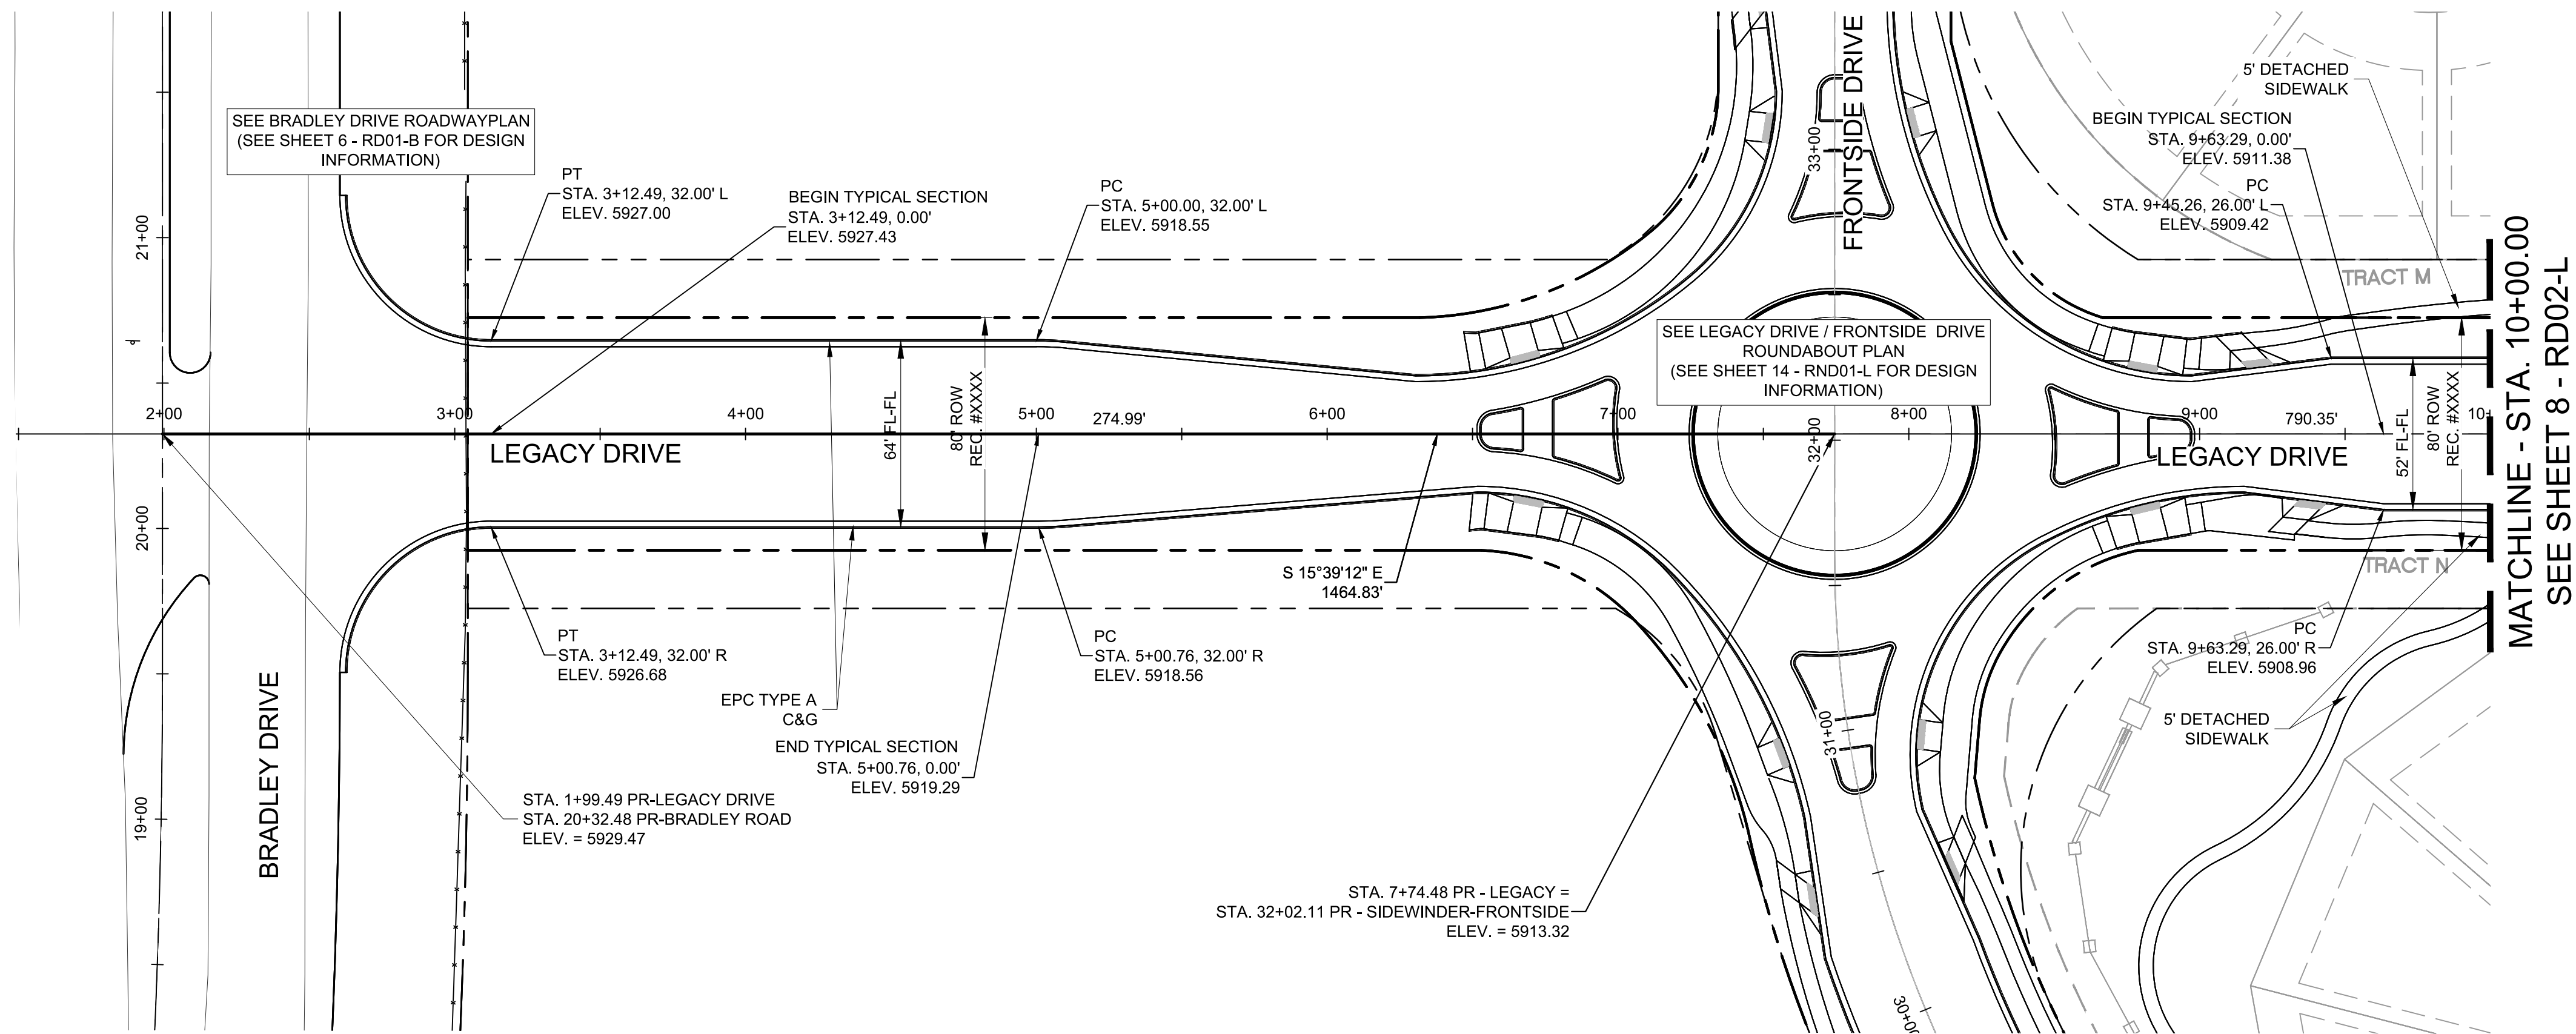 SEE BRADLEY DRIVE ROADWAYPLAN
(SEE SHEET 6 - RD01-B FOR DESIGN
INFORMATION)
PT
STA. 3+12.49, 32.00' L
ELEV. 5927.00
BEGIN TYPICAL SECTION
STA. 3+12.49, 0.00'
ELEV. 5927.43
PC
STA. 5+00.00, 32.00' L
ELEV. 5918.55
FRONTSIDE DRIVE
33+00
5' DETACHED
SIDEWALK
BEGIN TYPICAL SECTION
STA. 9+63.29, 0.00'
ELEV. 5911.38
PC
STA. 9+45.26, 26.00' L
ELEV. 5909.42
TRACT M
21+00
SEE LEGACY DRIVE / FRONTSIDE DRIVE
ROUNDABOUT PLAN
(SEE SHEET 14 - RND01-L FOR DESIGN
INFORMATION)
2+00
3+00
4+00
5+00
274.99'
6+00
7+00
8+00
9+00
790.35'
10+
64' FL-FL
80' ROW
REC. #XXXX
32+00
52' FL-FL
80' ROW
REC. #XXXX
LEGACY DRIVE
LEGACY DRIVE
MATCHLINE - STA. 10+00.00
SEE SHEET 8 - RD02-L
20+00
S 15°39'12" E
1464.83'
TRACT N
PT
STA. 3+12.49, 32.00' R
ELEV. 5926.68
PC
STA. 5+00.76, 32.00' R
ELEV. 5918.56
PC
STA. 9+63.29, 26.00' R
ELEV. 5908.96
EPC TYPE A
C&G
END TYPICAL SECTION
STA. 5+00.76, 0.00'
ELEV. 5919.29
31+00
5' DETACHED
SIDEWALK
BRADLEY DRIVE
19+00
STA. 1+99.49 PR-LEGACY DRIVE
STA. 20+32.48 PR-BRADLEY ROAD
ELEV. = 5929.47
STA. 7+74.48 PR - LEGACY =
STA. 32+02.11 PR - SIDEWINDER-FRONTSIDE
ELEV. = 5913.32
30+00